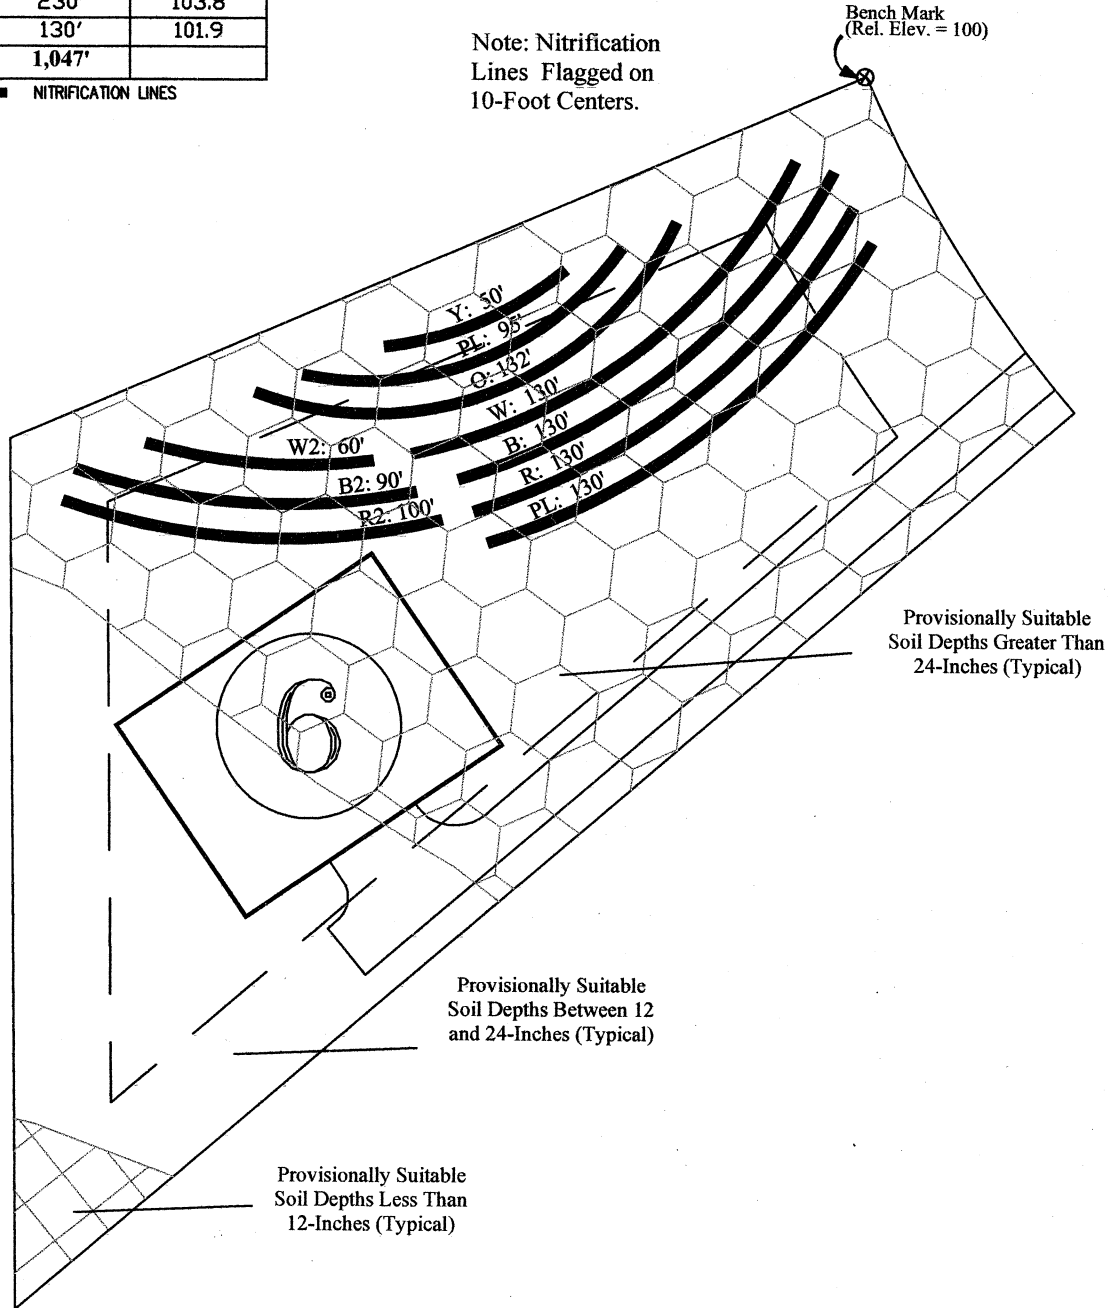 230' 103.8
130' 101.9
1,047'
NITRIFICATION LINES
Note: Nitrification
Lines Flagged on
10-Foot Centers.
Bench Mark
(Rel. Elev. = 100)
Y: 50'
PL: 95'
O: 132'
W: 130'
B: 130'
R: 130'
PL: 130'
W2: 60'
B2: 90'
R2: 100'
6
Provisionally Suitable
Soil Depths Greater Than
24-Inches (Typical)
Provisionally Suitable
Soil Depths Between 12
and 24-Inches (Typical)
Provisionally Suitable
Soil Depths Less Than
12-Inches (Typical)